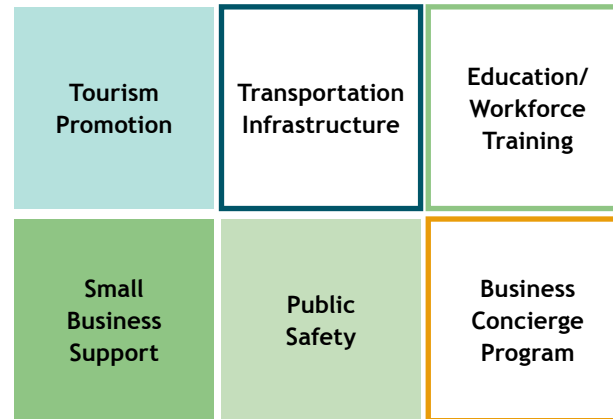 Tourism
Promotion
Transportation
Infrastructure
Education/
Workforce
Training
Small
Business
Support
Public
Safety
Business
Concierge
Program